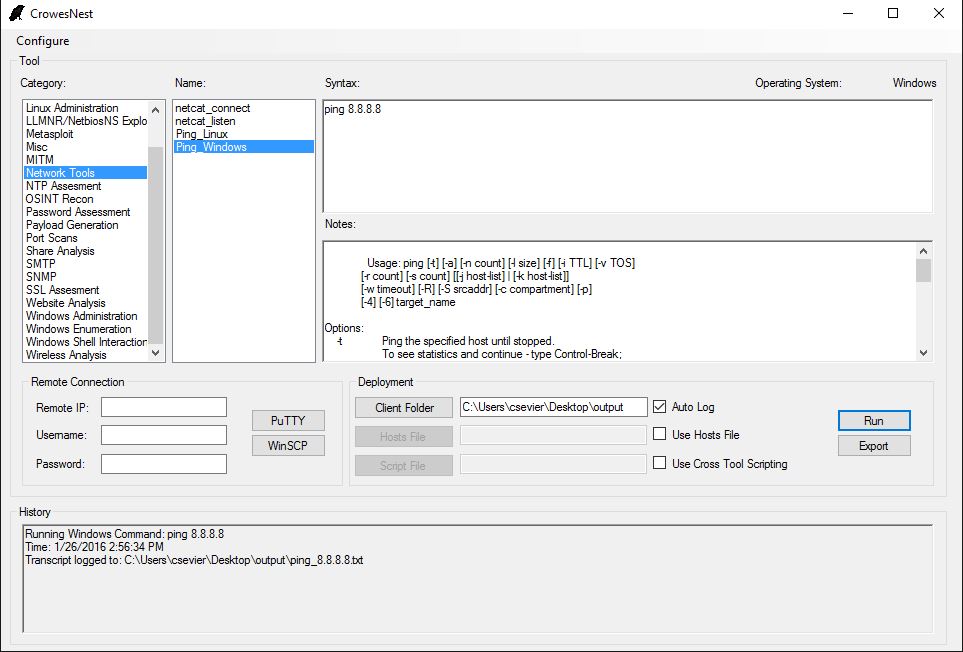 CrowesNest
Configure
Tool
Category:
Name:
Syntax:
Operating System:
Windows
Linux Administration
LLMNR/NetbiosNS Explo
Metasploit
Misc
MITM
Network Tools
NTP Assesment
OSINT Recon
Password Assessment
Payload Generation
Port Scans
Share Analysis
SMTP
SNMP
SSL Assesment
Website Analysis
Windows Administration
Windows Enumeration
Windows Shell Interaction
Wireless Analysis
netcat_connect
netcat_listen
Ping_Linux
Ping_Windows
ping 8.8.8.8
Notes:
Usage: ping [-t] [-a] [-n count] [-l size] [-f] [-i TTL] [-v TOS]
[-r count] [-s count] [[-j host-list] | [-k host-list]]
[-w timeout] [-R] [-S srcaddr] [-c compartment] [-p]
[-4] [-6] target_name
Options:
-t Ping the specified host until stopped.
To see statistics and continue - type Control-Break;
Remote Connection
Remote IP:
Username:
Password:
PuTTY
WinSCP
Deployment
Client Folder
C:\Users\csevier\Desktop\output
Auto Log
Hosts File
Use Hosts File
Script File
Use Cross Tool Scripting
Run
Export
History
Running Windows Command: ping 8.8.8.8
Time: 1/26/2016 2:56:34 PM
Transcript logged to: C:\Users\csevier\Desktop\output\ping_8.8.8.8.txt